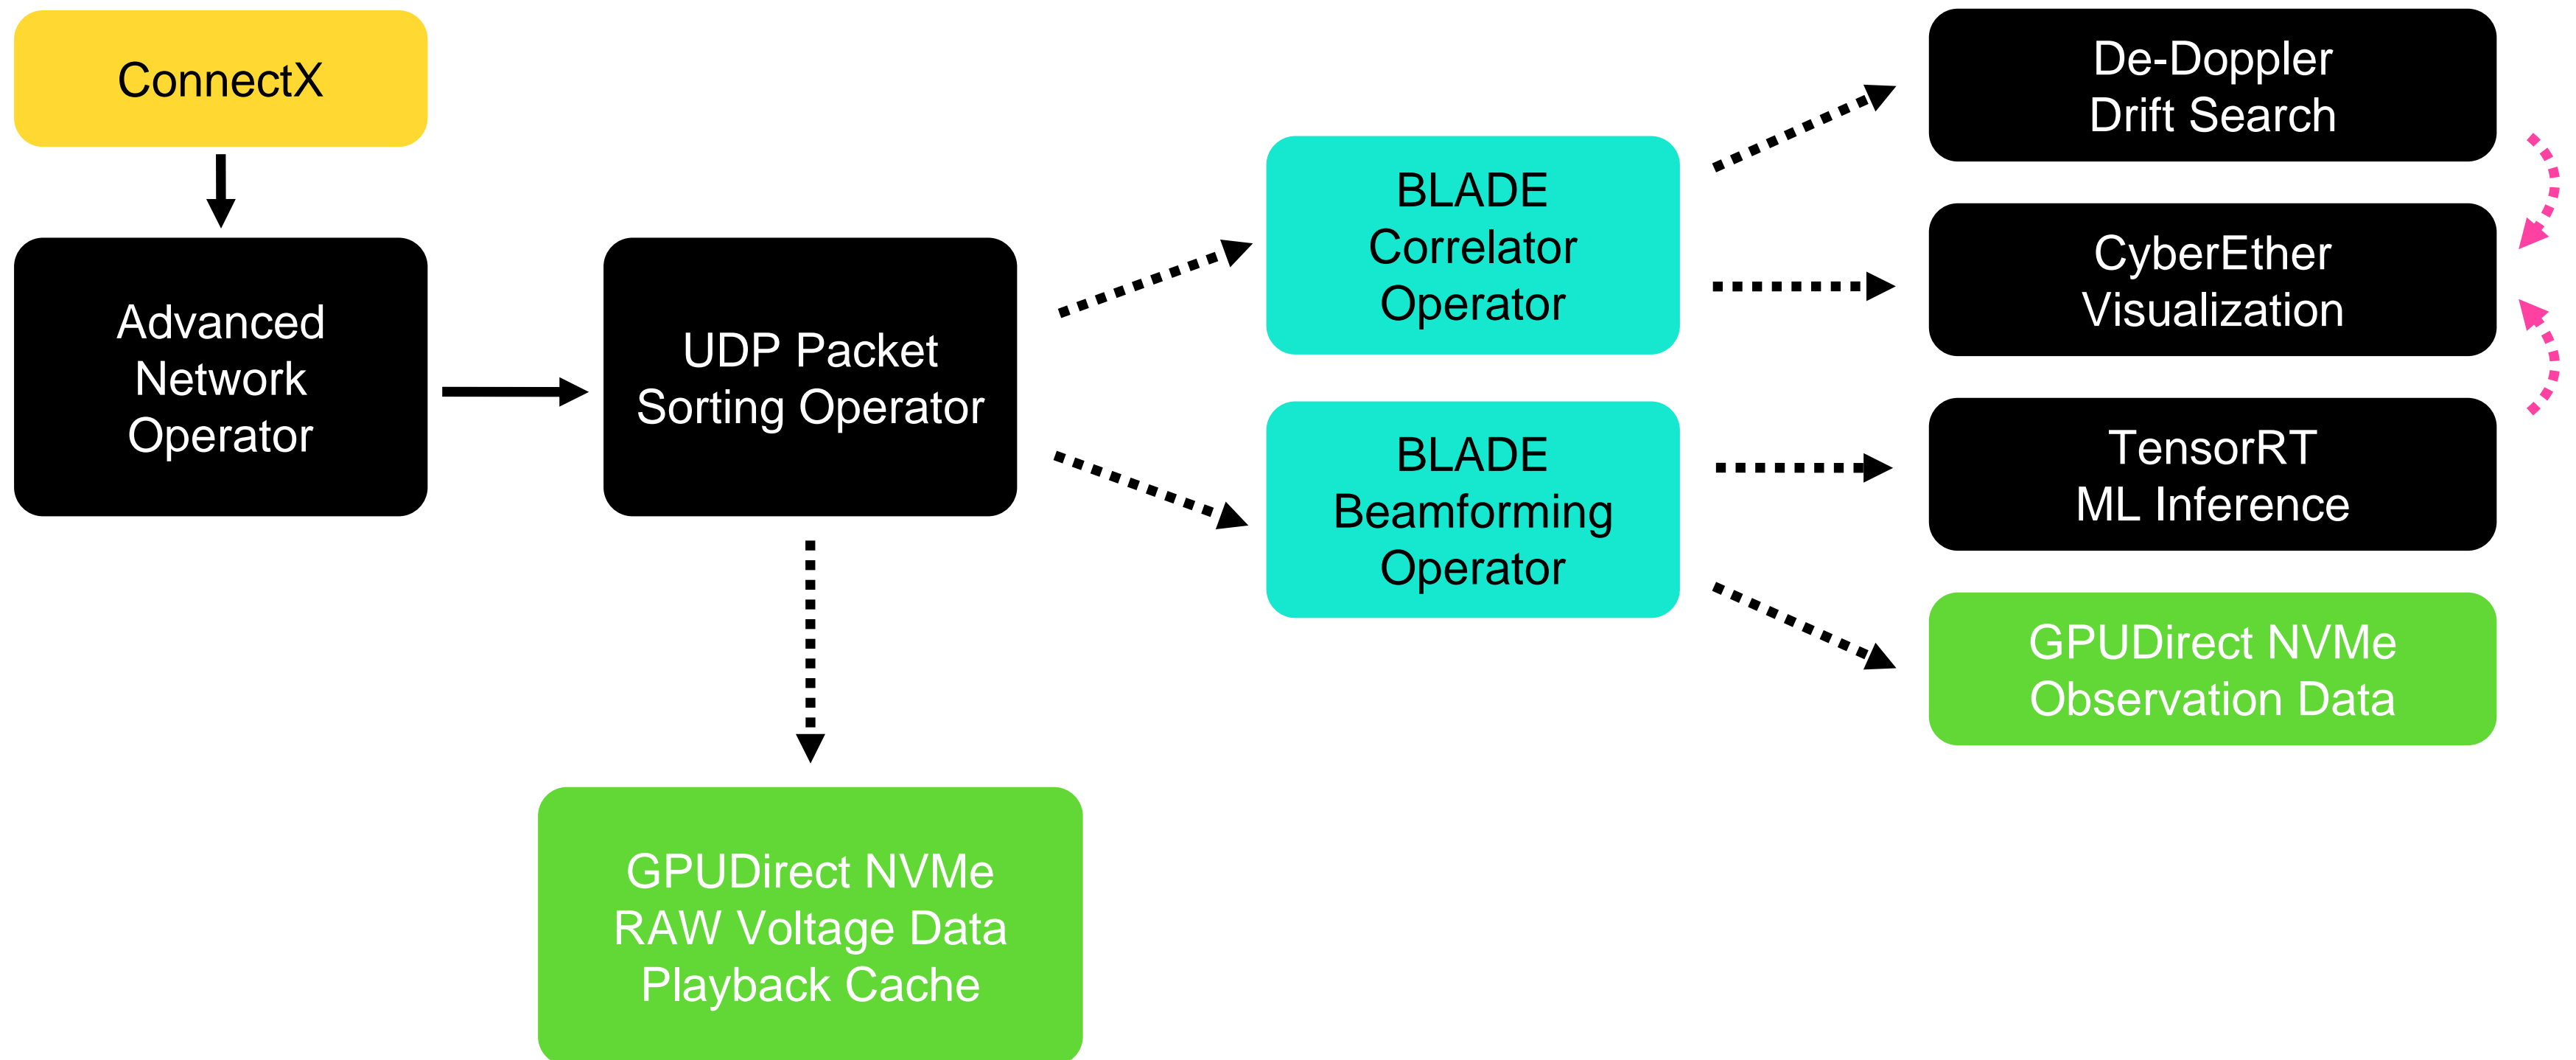 ConnectX
Advanced
Network
Operator
UDP Packet
Sorting Operator
GPUDirect NVMe
RAW Voltage Data
Playback Cache
BLADE
Correlator
Operator
BLADE
Beamforming
Operator
De-Doppler
Drift Search
CyberEther
Visualization
TensorRT
ML Inference
GPUDirect NVMe
Observation Data